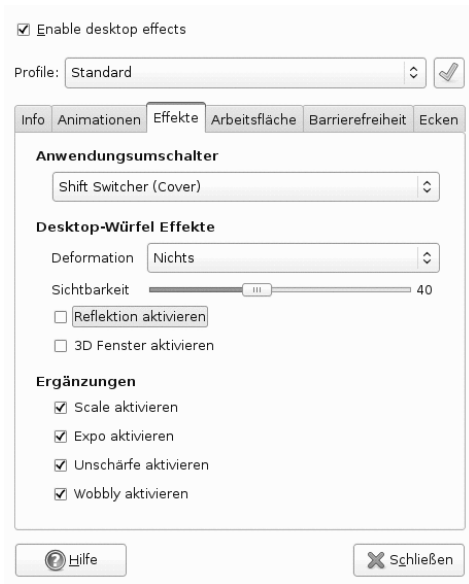 Enable desktop effects
Profile: Standard
Info Animationen Effekte Arbeitsfläche Barrierefreiheit Ecken
Anwendungsumschalter
Shift Switcher (Cover)
Desktop-Würfel Effekte
Deformation Nichts
Sichtbarkeit 40
Reflektion aktivieren
3D Fenster aktivieren
Ergänzungen
Scale aktivieren
Expo aktivieren
Unschärfe aktivieren
Wobbly aktivieren
Hilfe Schließen